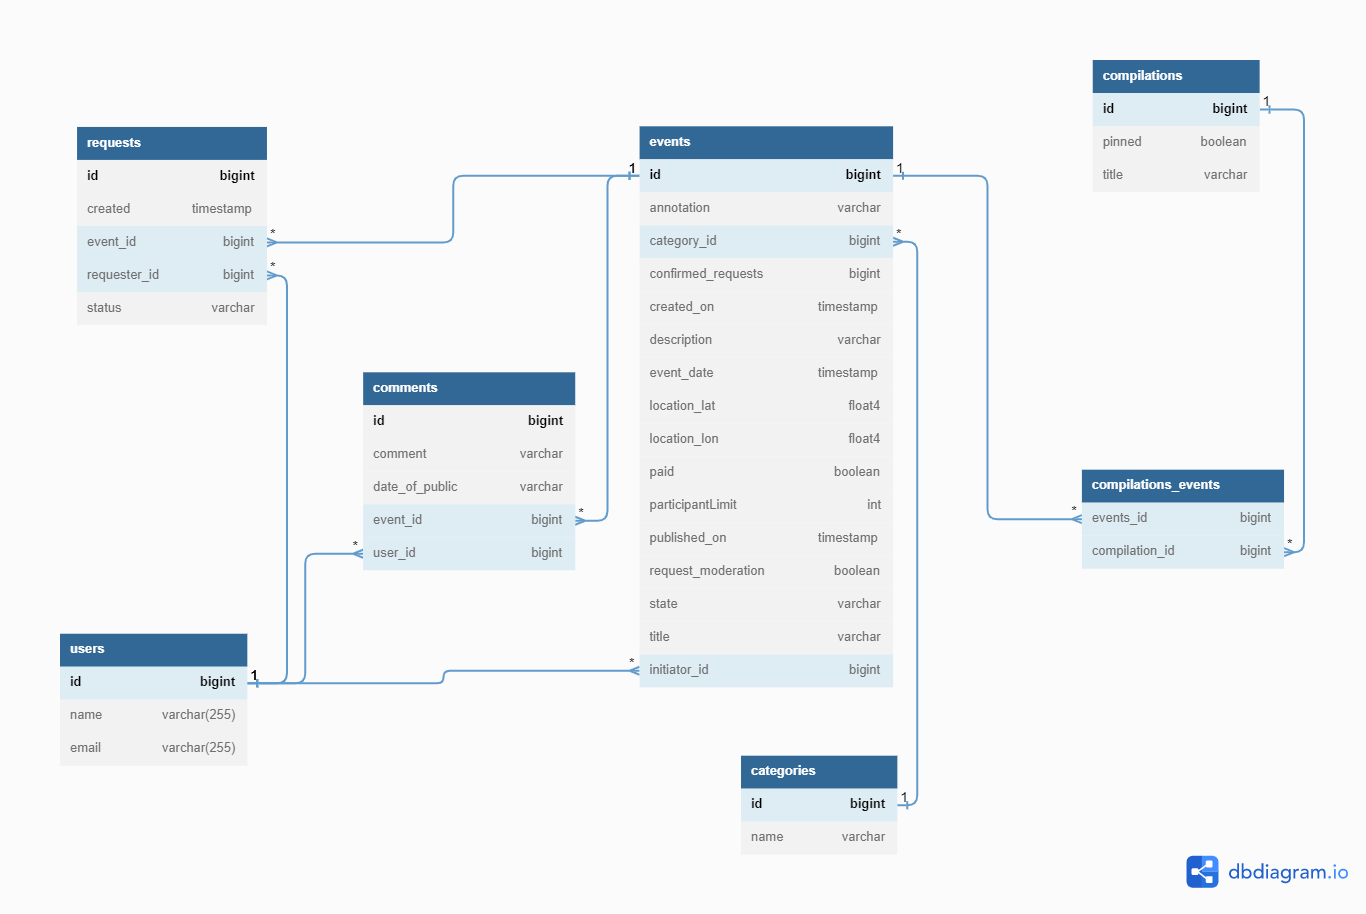 compilations
1
id bigint
pinned boolean
title varchar
requests
id bigint
created timestamp
*
event_id bigint
*
requester_id bigint
status varchar
events
1 1
id bigint
annotation varchar
*
category_id bigint
confirmed_requests bigint
created_on timestamp
description varchar
event_date timestamp
location_lat float4
location_lon float4
paid boolean
participantLimit int
published_on timestamp
request_moderation boolean
state varchar
title varchar
*
initiator_id bigint
comments
id bigint
comment varchar
date_of_public varchar
*
event_id bigint
*
user_id bigint
compilations_events
*
events_id bigint
*
compilation_id bigint
users
1
id bigint
name varchar(255)
email varchar(255)
categories
1
id bigint
name varchar
dbdiagram.io